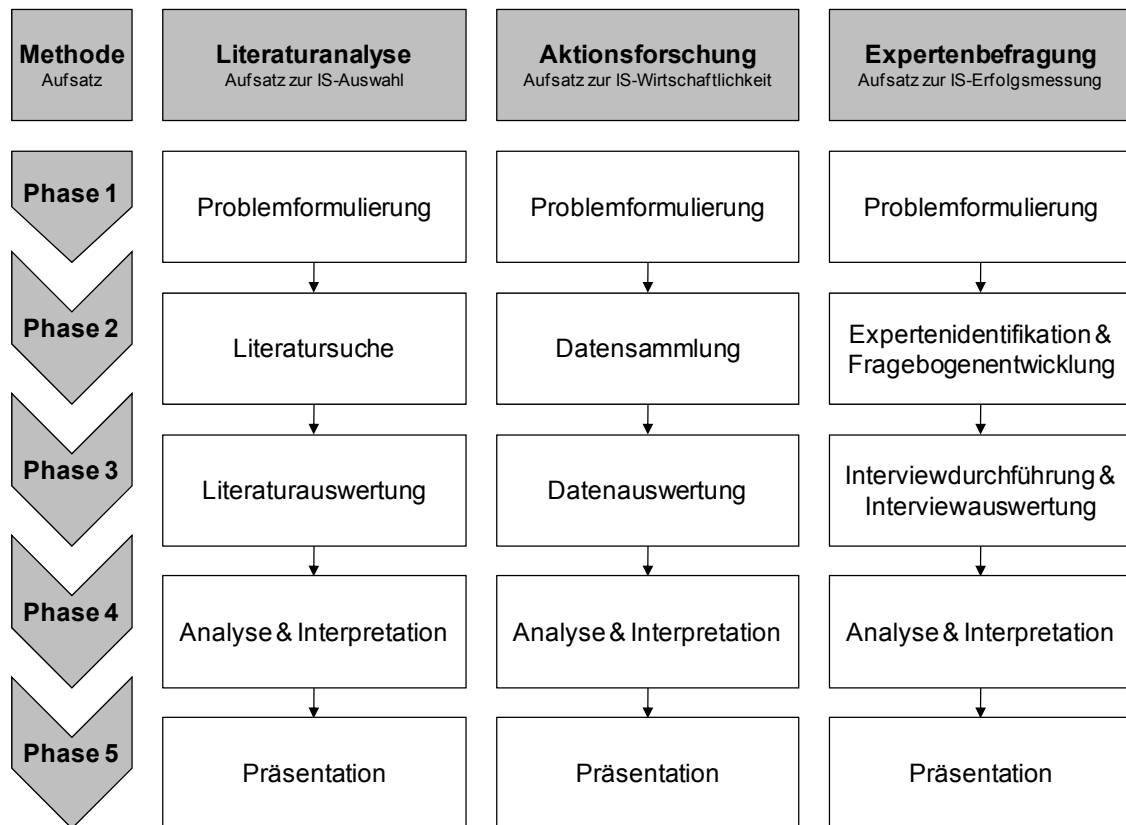 Methode
Aufsatz
Literaturanalyse
Aufsatz zur IS-Auswahl
Aktionsforschung
Aufsatz zur IS-Wirtschaftlichkeit
Expertenbefragung
Aufsatz zur IS-Erfolgsmessung
Phase 1
Problemformulierung
Problemformulierung
Problemformulierung
Phase 2
Literatursuche
Datensammlung
Expertenidentifikation &
Fragebogenentwicklung
Phase 3
Literaturauswertung
Datenauswertung
Interviewdurchführung &
Interviewauswertung
Phase 4
Analyse & Interpretation
Analyse & Interpretation
Analyse & Interpretation
Phase 5
Präsentation
Präsentation
Präsentation